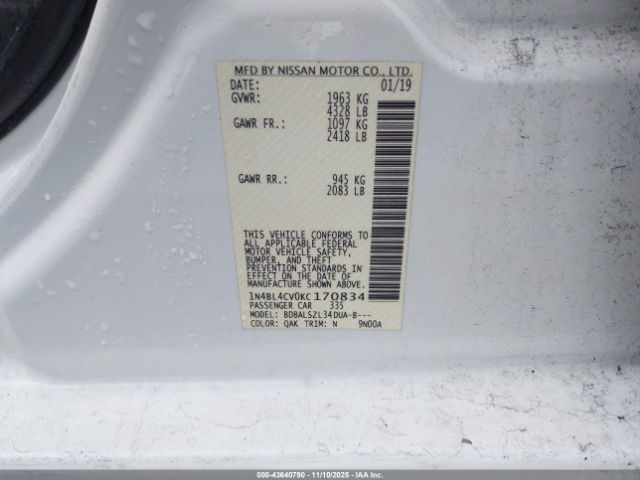 MFD BY NISSAN MOTOR CO., LTD.
DATE: 01/19
GVWR: 1963 KG
4328 LB
GAWR FR.: 1097 KG
2418 LB
GAWR RR.: 945 KG
2083 LB
THIS VEHICLE CONFORMS TO
ALL APPLICABLE FEDERAL
MOTOR VEHICLE SAFETY,
BUMPER, AND THEFT
PREVENTION STANDARDS IN
EFFECT ON THE DATE OF
MANUFACTURE SHOWN ABOVE.
1N4BL4CV0KC170834
PASSENGER CAR 335
MODEL: BDBALSZL34DUA-B---
COLOR: QAK TRIM: N 9N00A
000-43640790 - 11/10/2025 - IAA Inc.